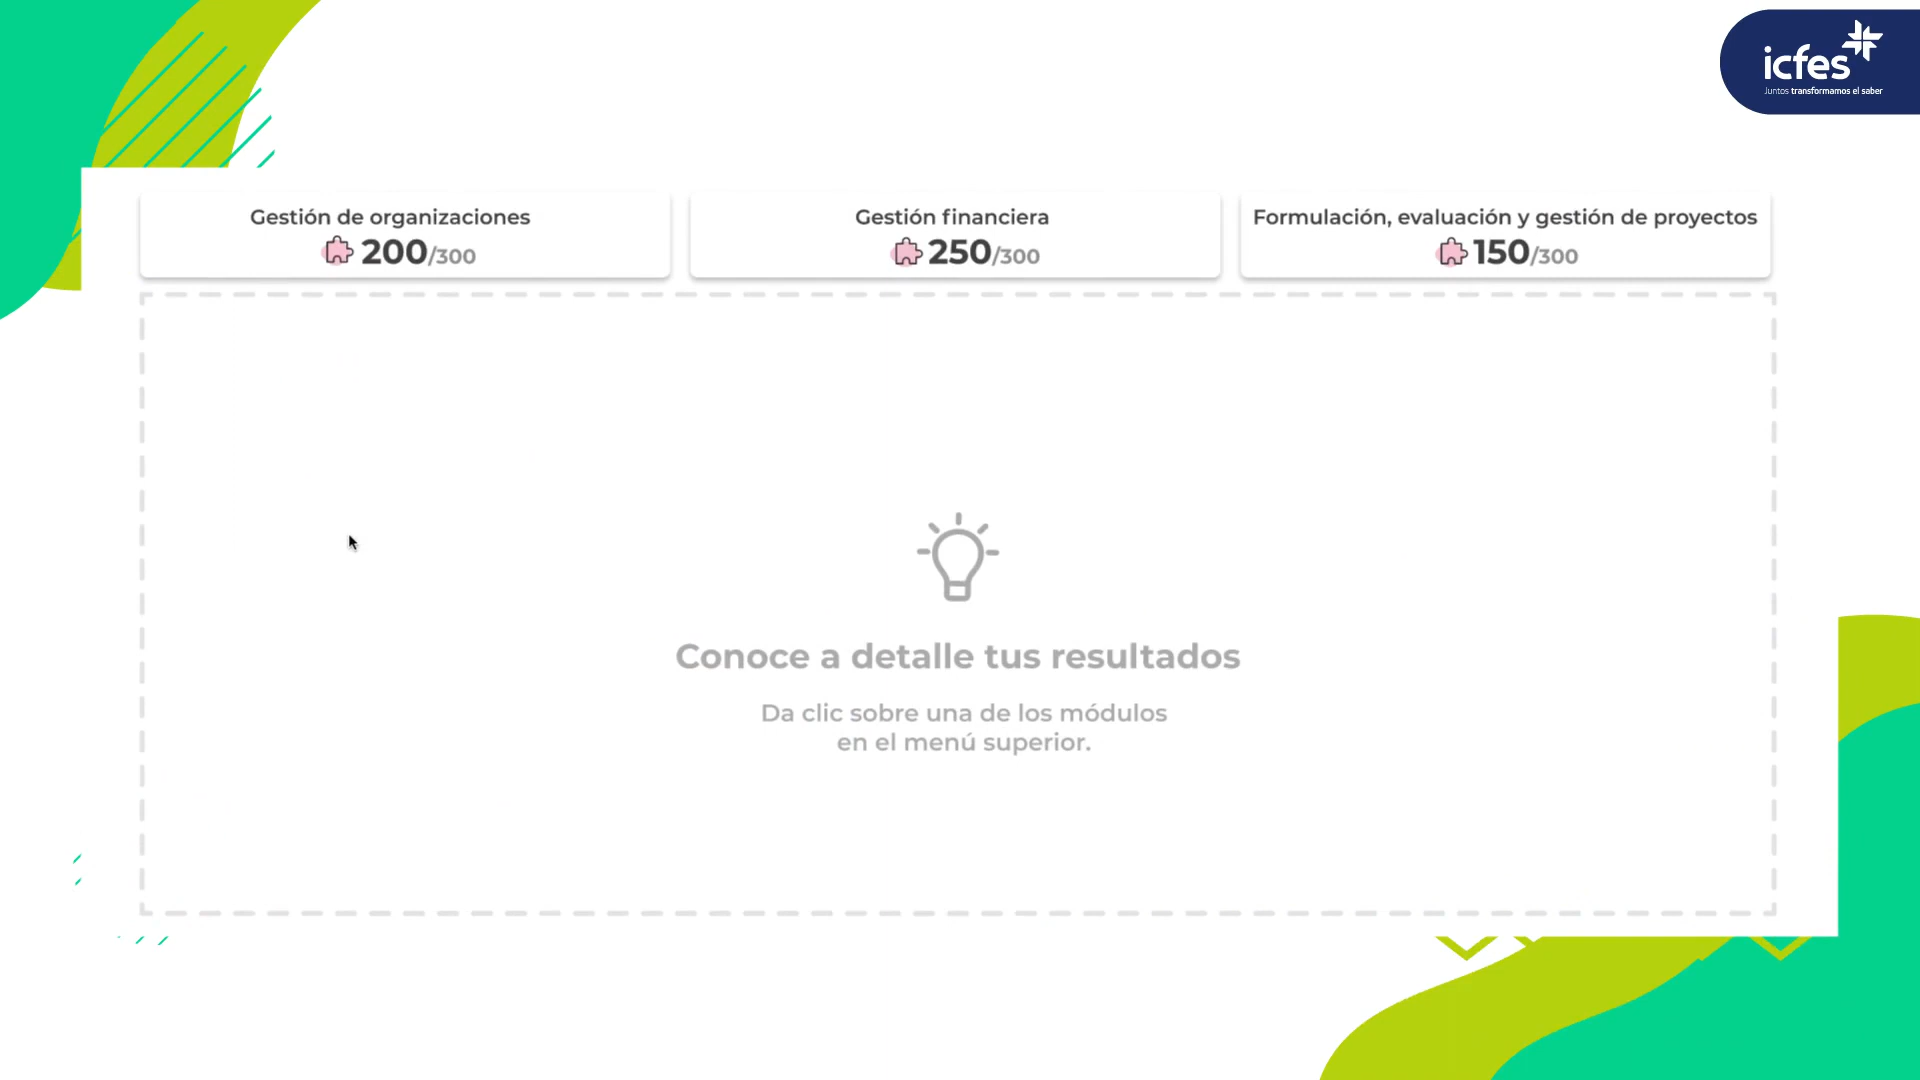 icfes
Juntos transformamos el saber
Gestión de organizaciones
200/300
Gestión financiera
250/300
Formulación, evaluación y gestión de proyectos
150/300
Conoce a detalle tus resultados
Da clic sobre una de los módulos
en el menú superior.